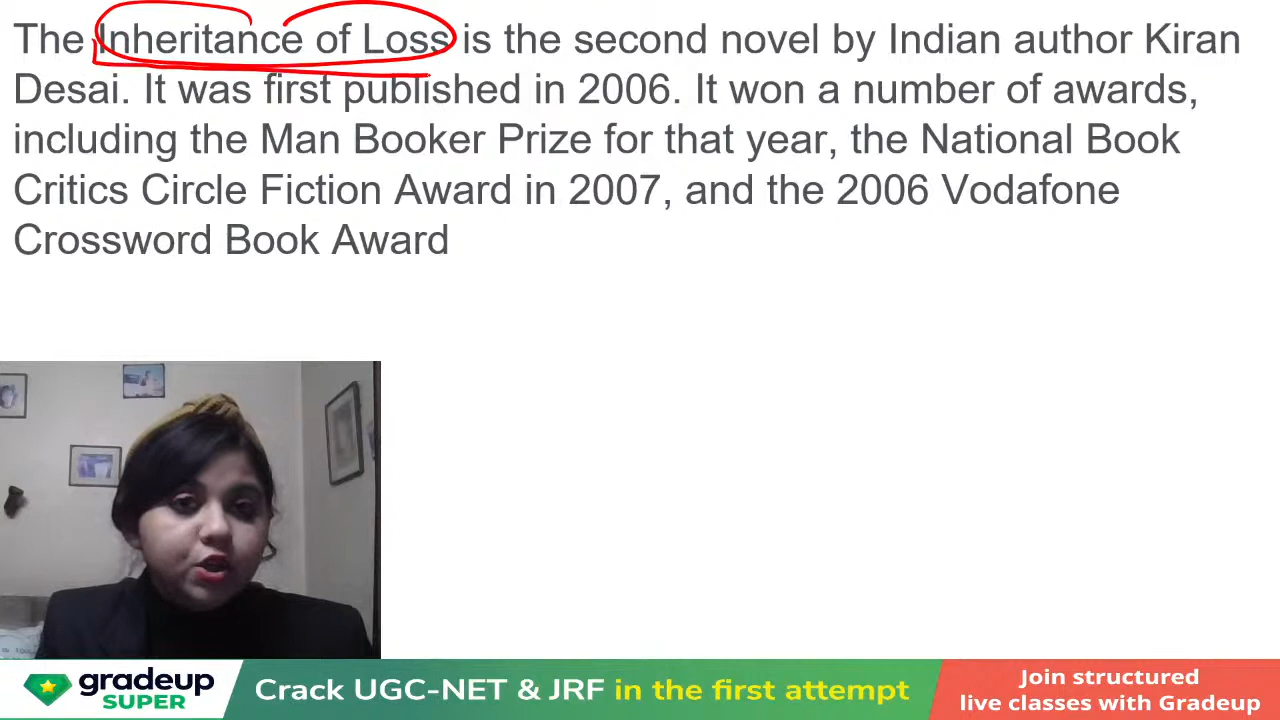 The Inheritance of Loss is the second novel by Indian author Kiran
Desai. It was first published in 2006. It won a number of awards,
including the Man Booker Prize for that year, the National Book
Critics Circle Fiction Award in 2007, and the 2006 Vodafone
Crossword Book Award
gradeup
SUPER
Crack UGC-NET & JRF in the first attempt
Join structured
live classes with Gradeup